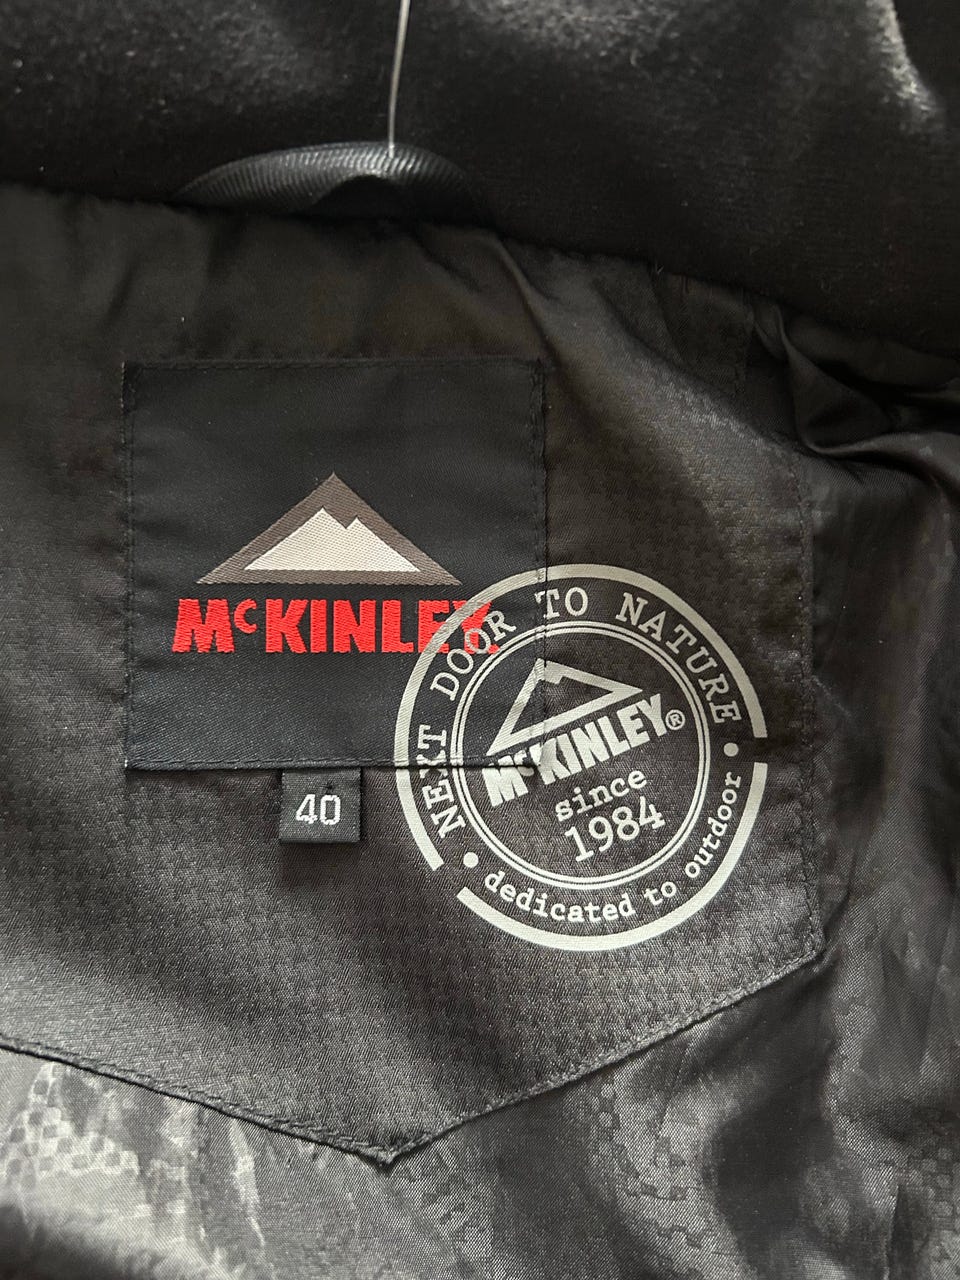 McKINLEY
40
NEXT DOOR TO NATURE
McKINLEY®
since
1984
• dedicated to outdoor •